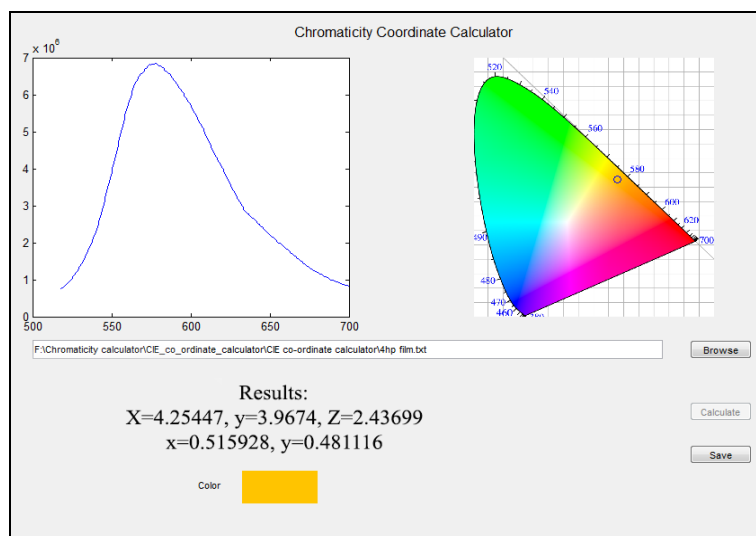 Chromaticity Coordinate Calculator
7 x 10^6
6
5
4
3
2
1
0
500 550 600 650 700
520
540
560
580
600
620
700
490
480
470
460
F:\Chromaticity calculator\CIE_co_ordinate_calculator\CIE co-ordinate calculator\4hp film.txt
Browse
Results:
X=4.25447, y=3.9674, Z=2.43699
x=0.515928, y=0.481116
Calculate
Save
Color